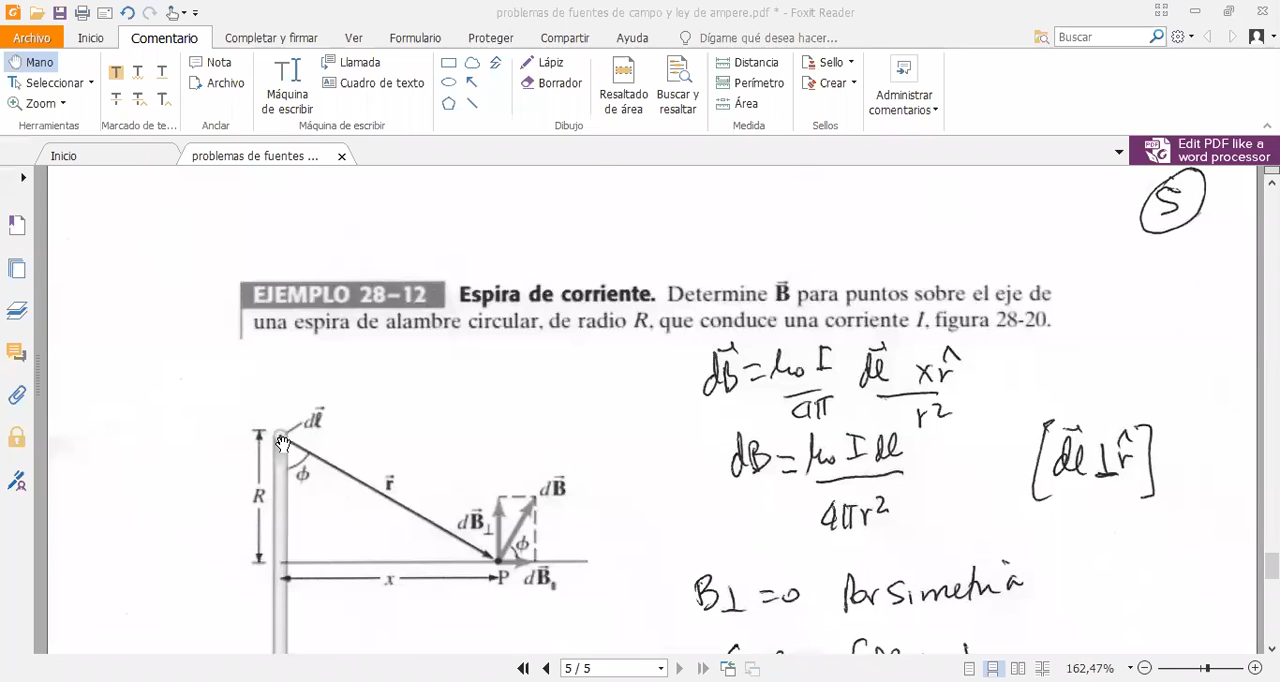 problemas de fuentes de campo y ley de ampere.pdf * - Foxit Reader
Archivo Inicio Comentario Completar y firmar Ver Formulario Proteger Compartir Ayuda Dígame qué desea hacer... Buscar
Mano
Seleccionar
Zoom
Herramientas
T T T
T T T
Marcado de te...
Nota
Archivo
Andar
Máquina de escribir
Llamada
Cuadro de texto
Máquina de escribir
Lápiz
Borrador
Dibujo
Resaltado de área
Buscar y resaltar
Distancia
Perímetro
Área
Medida
Sello
Crear
Sellos
Administrar comentarios
Inicio
problemas de fuentes ...
Edit PDF like a
word processor
5
EJEMPLO 28–12 Espira de corriente. Determine B⃗ para puntos sobre el eje de
una espira de alambre circular, de radio R, que conduce una corriente I, figura 28-20.
dB⃗ = μ₀ I / 4π dl⃗ x r̂ / r²
dB = μ₀ I dl / 4πr² [dl⃗ ⊥ r̂]
B⊥ = 0 Por simetria
dℓ⃗
ϕ
R
r⃗
dB⃗
dB⃗⊥
ϕ
x
P
dB⃗∥
5 / 5
162,47%